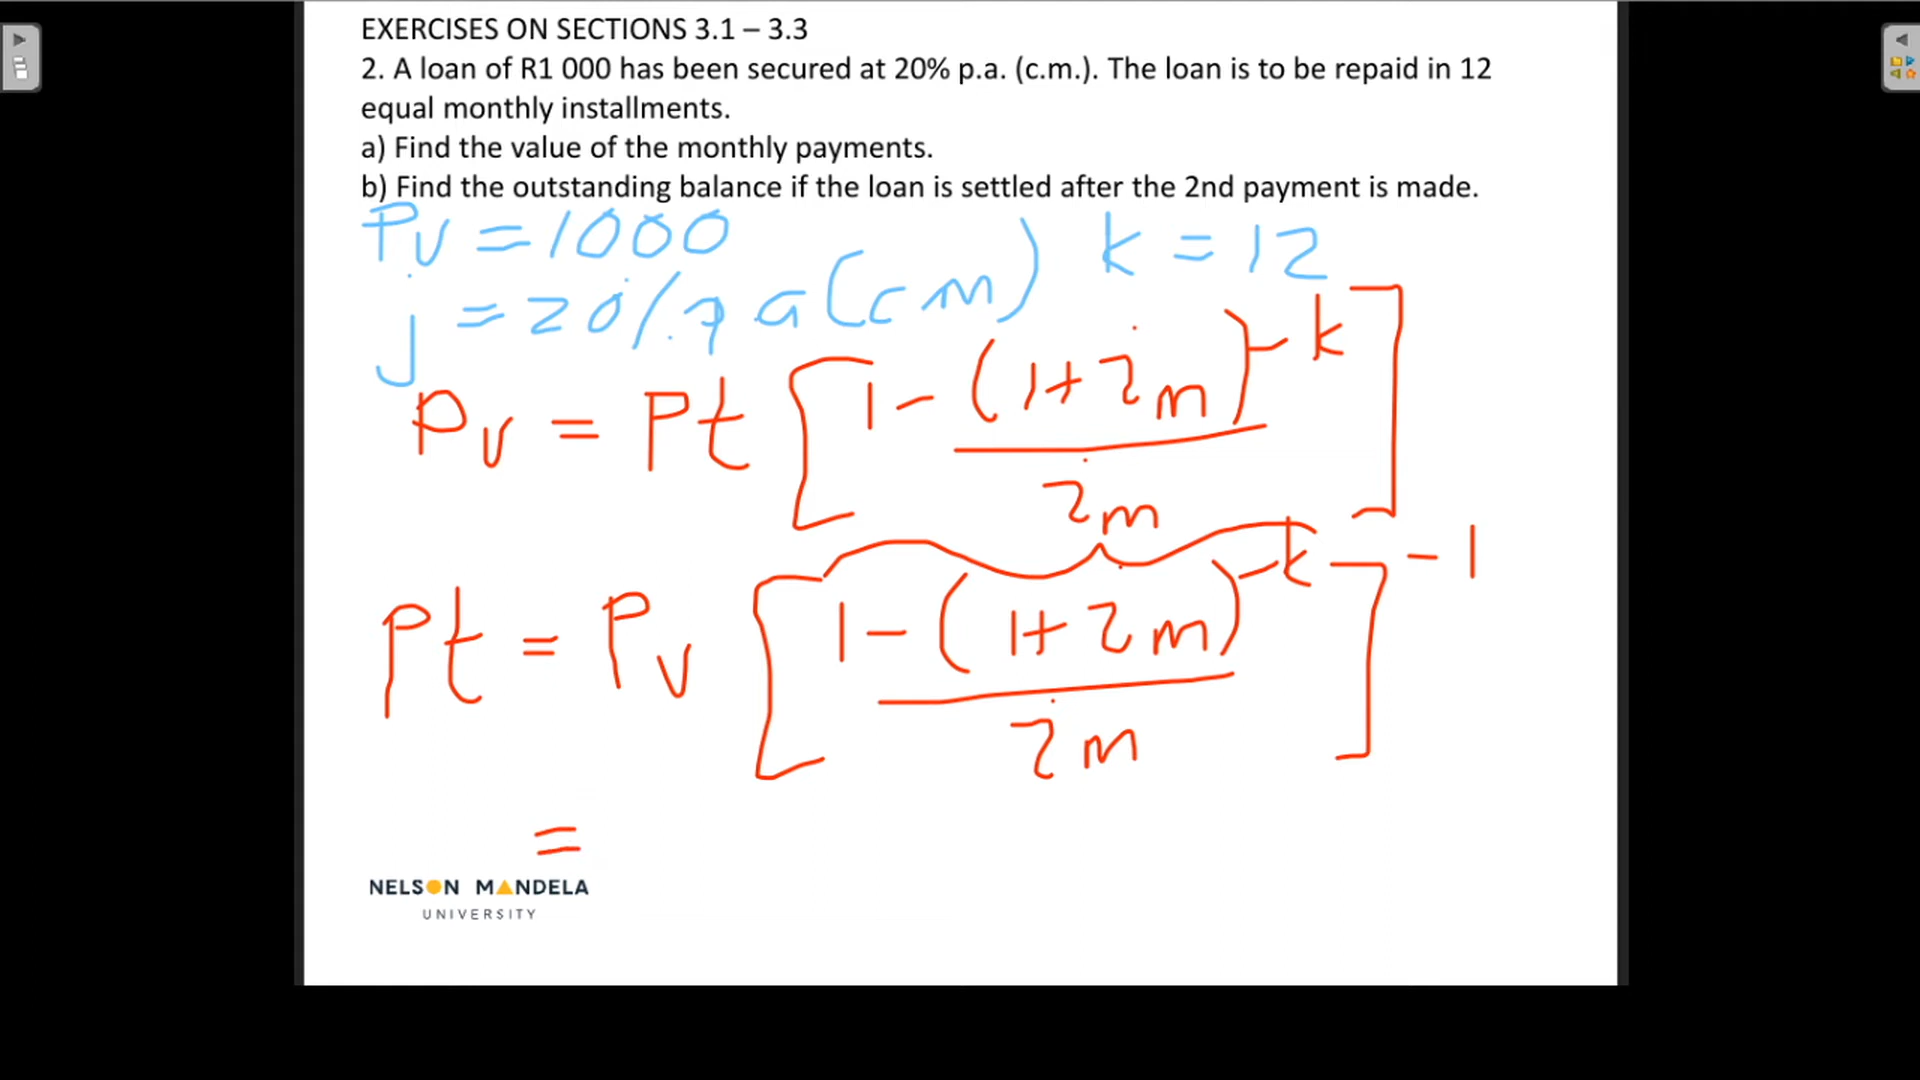 EXERCISES ON SECTIONS 3.1 – 3.3
2. A loan of R1 000 has been secured at 20% p.a. (c.m.). The loan is to be repaid in 12
equal monthly installments.
a) Find the value of the monthly payments.
b) Find the outstanding balance if the loan is settled after the 2nd payment is made.
Pv = 1000
k = 12
j = 20% pa (cm)
Pv = Pt [1 - (1 + im)^-k / im]
Pt = Pv [1 - (1 + im)^-k / im]^-1
=
NELSON MANDELA
UNIVERSITY